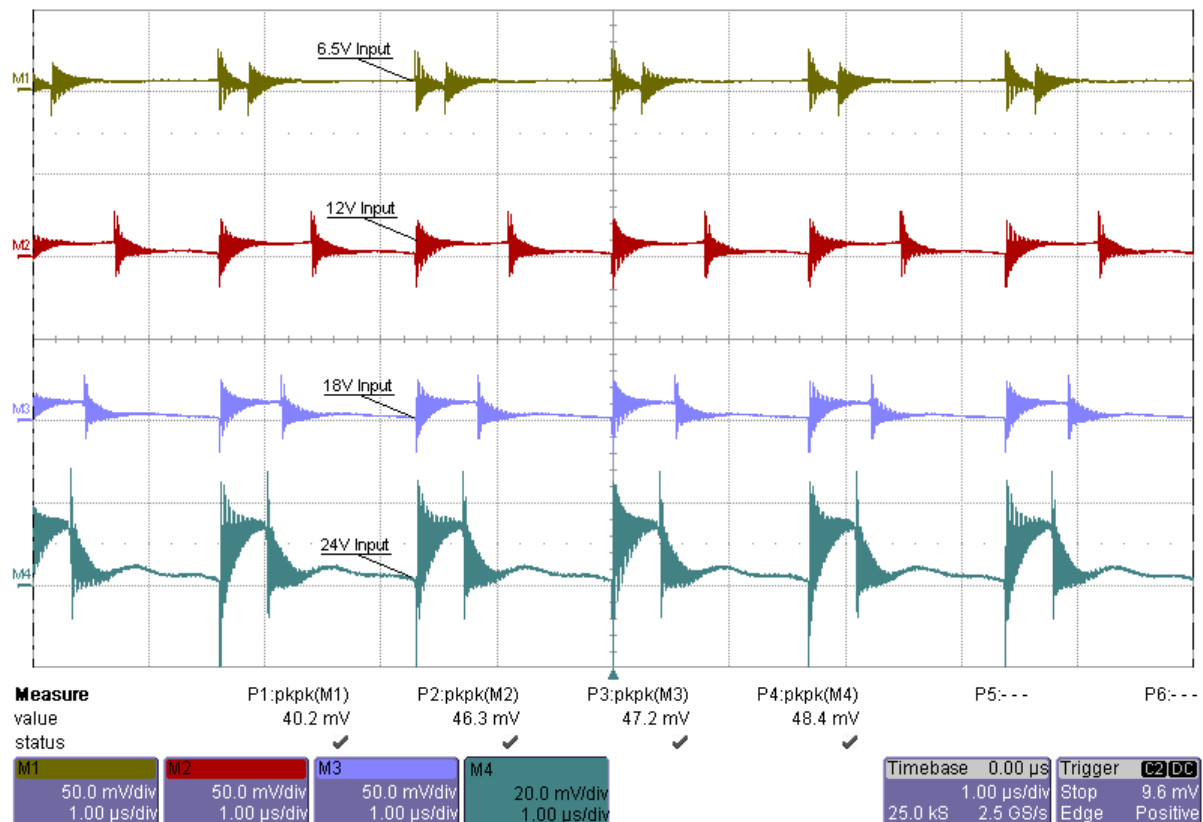 M1
6.5V Input
M2
12V Input
M3
18V Input
M4
24V Input
Measure P1:pkpk(M1) P2:pkpk(M2) P3:pkpk(M3) P4:pkpk(M4) P5:- - - P6:- - -
value 40.2 mV 46.3 mV 47.2 mV 48.4 mV
status
M1
50.0 mV/div
1.00 µs/div
M2
50.0 mV/div
1.00 µs/div
M3
50.0 mV/div
1.00 µs/div
M4
20.0 mV/div
1.00 µs/div
Timebase 0.00 µs
1.00 µs/div
25.0 kS 2.5 GS/s
Trigger C2 DC
Stop 9.6 mV
Edge Positive